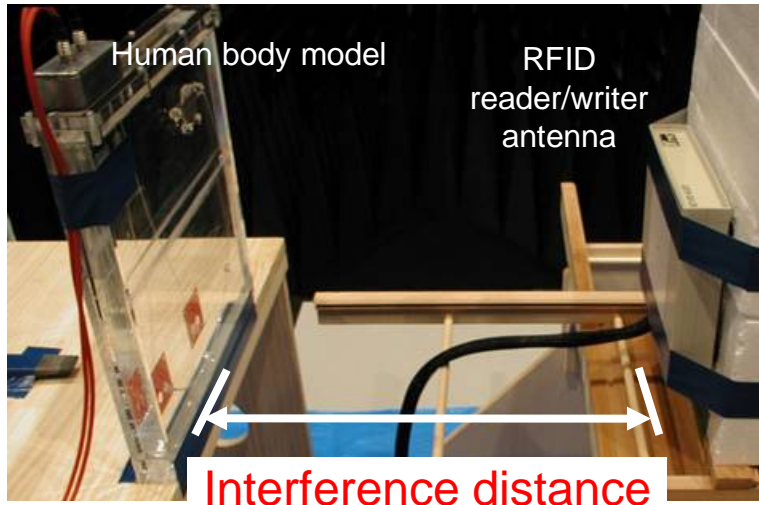 Human body model
RFID
reader/writer
antenna
Interference distance